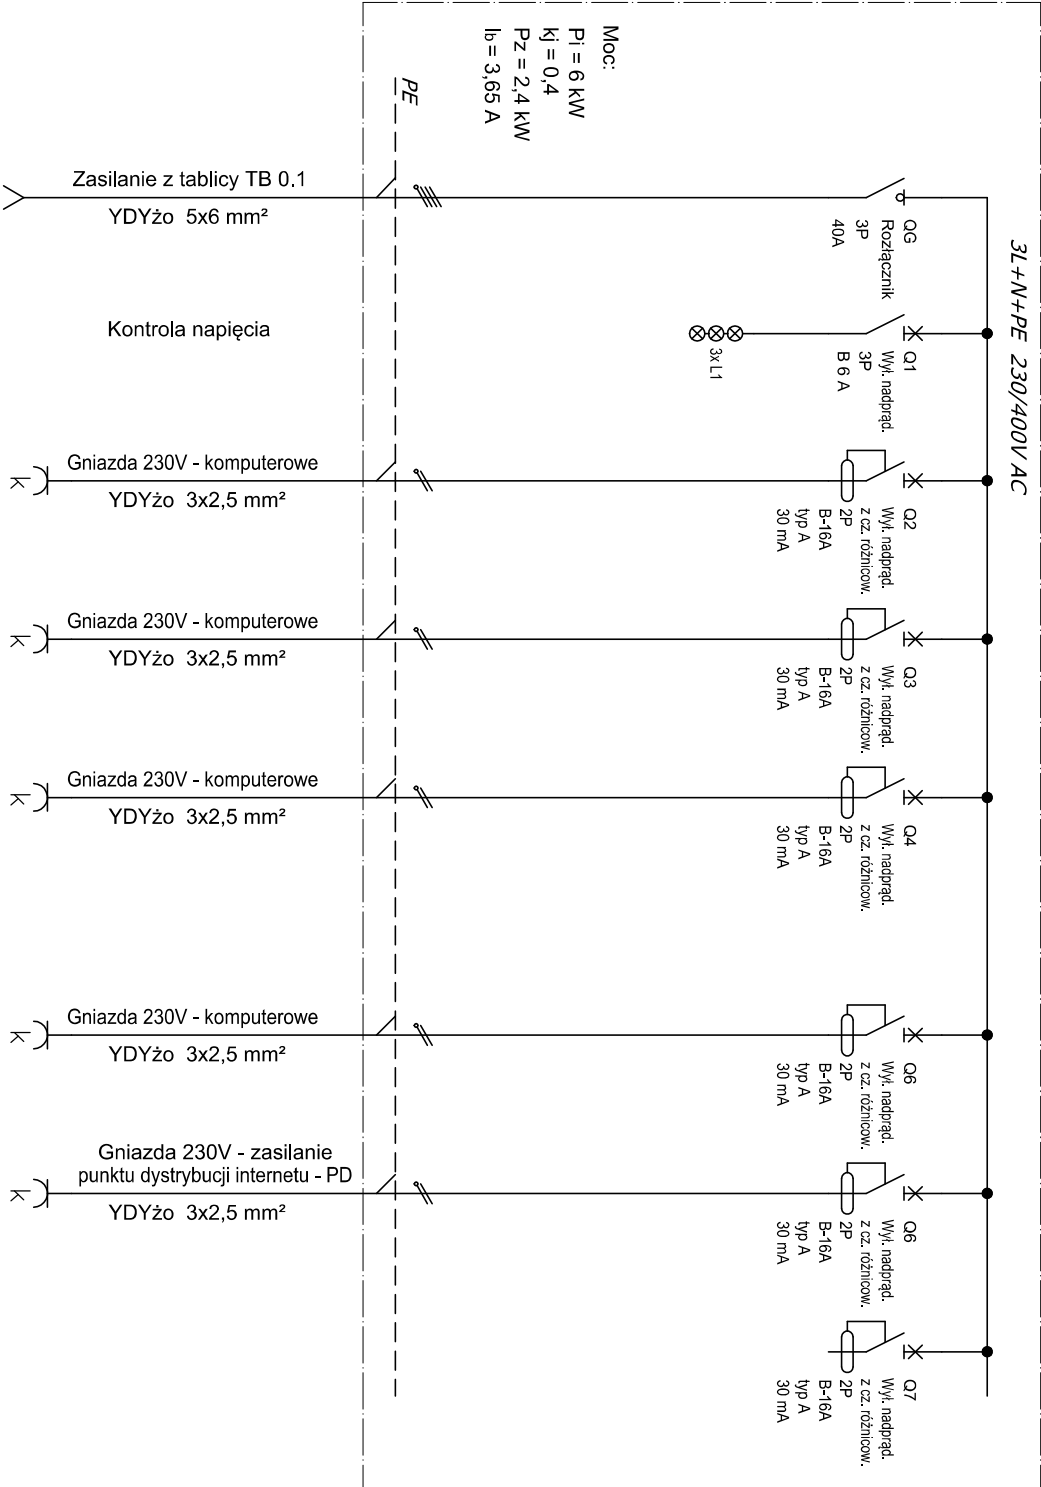 3L+N+PE 230/400V AC
Moc:
Pi = 6 kW
kj = 0,4
Pz = 2,4 kW
Ib = 3,65 A
PE
Zasilanie z tablicy TB 0.1
YDYżo 5x6 mm²
QG
Rozłącznik
3P
40A
Kontrola napięcia
3x L1
Q1
Wył. nadprąd.
3P
B 6 A
Gniazda 230V - komputerowe
YDYżo 3x2,5 mm²
k
Q2
Wył. nadprąd.
z cz. różnicow.
2P
B-16A
typ A
30 mA
Gniazda 230V - komputerowe
YDYżo 3x2,5 mm²
k
Q3
Wył. nadprąd.
z cz. różnicow.
2P
B-16A
typ A
30 mA
Gniazda 230V - komputerowe
YDYżo 3x2,5 mm²
k
Q4
Wył. nadprąd.
z cz. różnicow.
2P
B-16A
typ A
30 mA
Gniazda 230V - komputerowe
YDYżo 3x2,5 mm²
k
Q6
Wył. nadprąd.
z cz. różnicow.
2P
B-16A
typ A
30 mA
Gniazda 230V - zasilanie
punktu dystrybucji internetu - PD
YDYżo 3x2,5 mm²
k
Q6
Wył. nadprąd.
z cz. różnicow.
2P
B-16A
typ A
30 mA
Q7
Wył. nadprąd.
z cz. różnicow.
2P
B-16A
typ A
30 mA